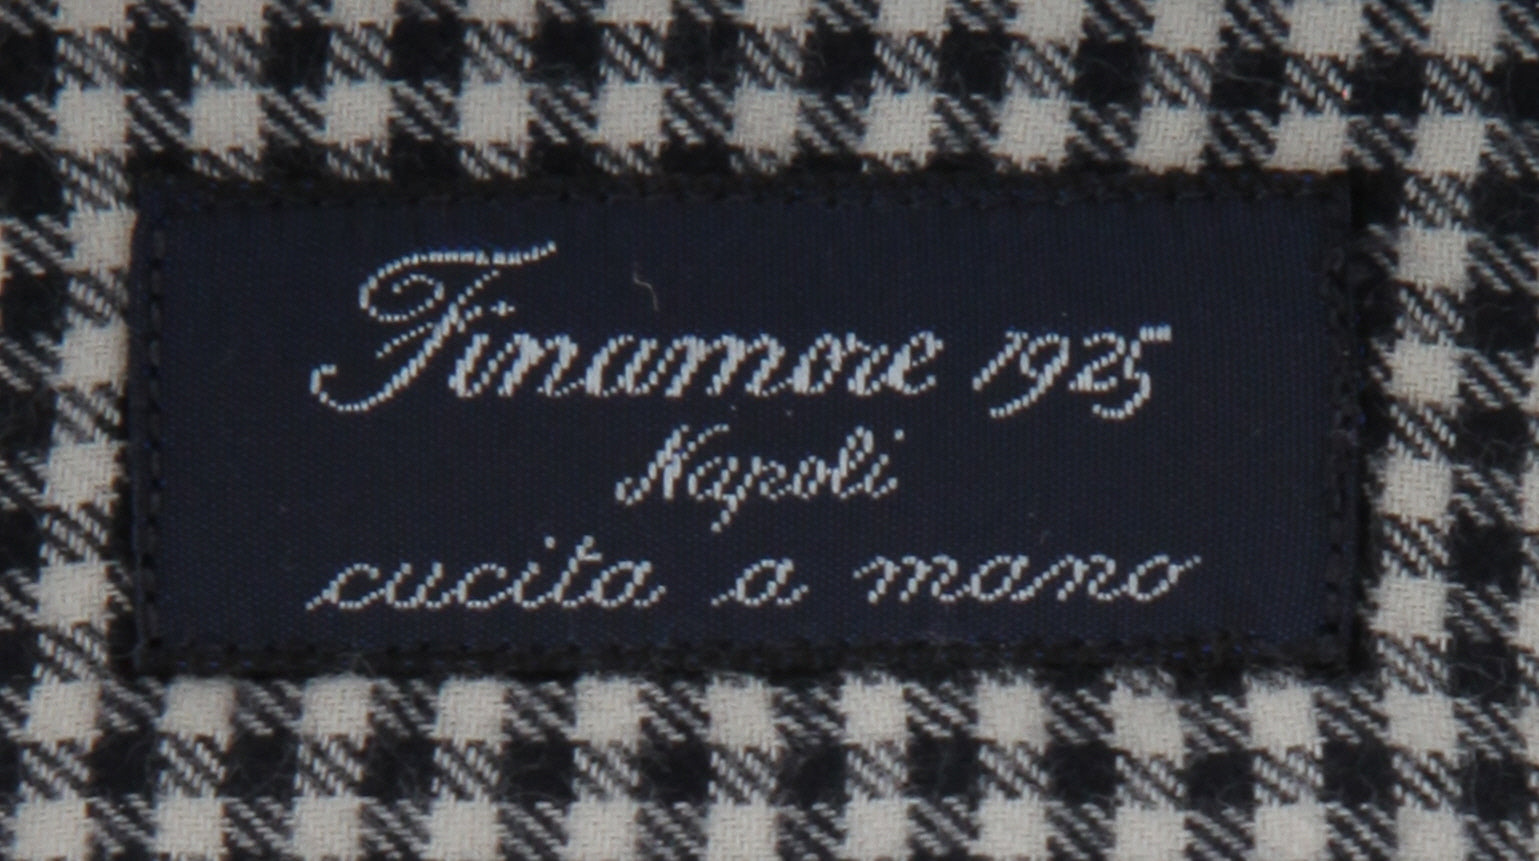 Finamore 1925
Napoli
cucita a mano